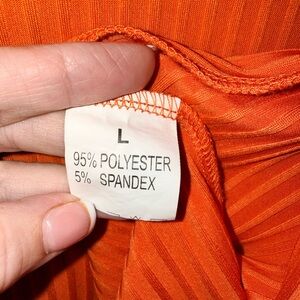 L
95% POLYESTER
5% SPANDEX